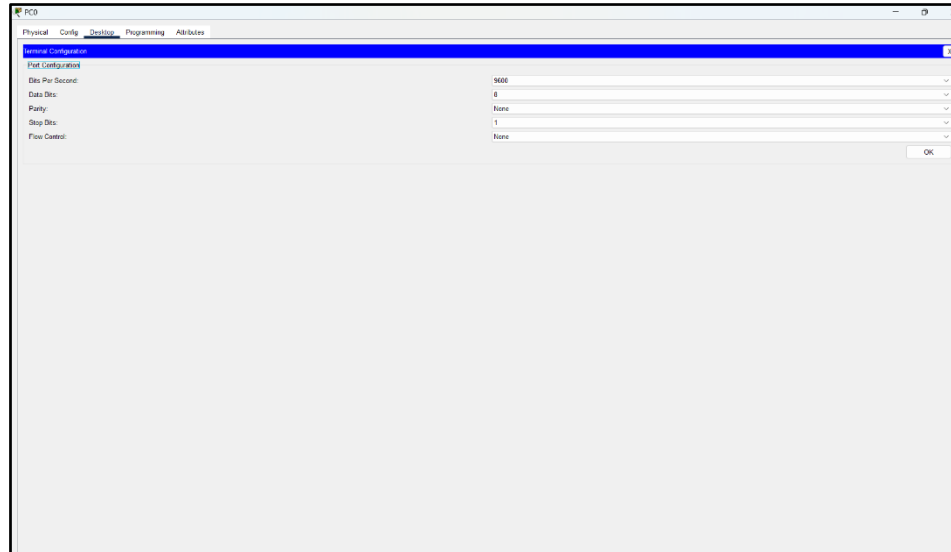 PC0
Physical Config Desktop Programming Attributes
Terminal Configuration X
Port Configuration
Bits Per Second: 9600
Data Bits: 8
Parity: None
Stop Bits: 1
Flow Control: None
OK